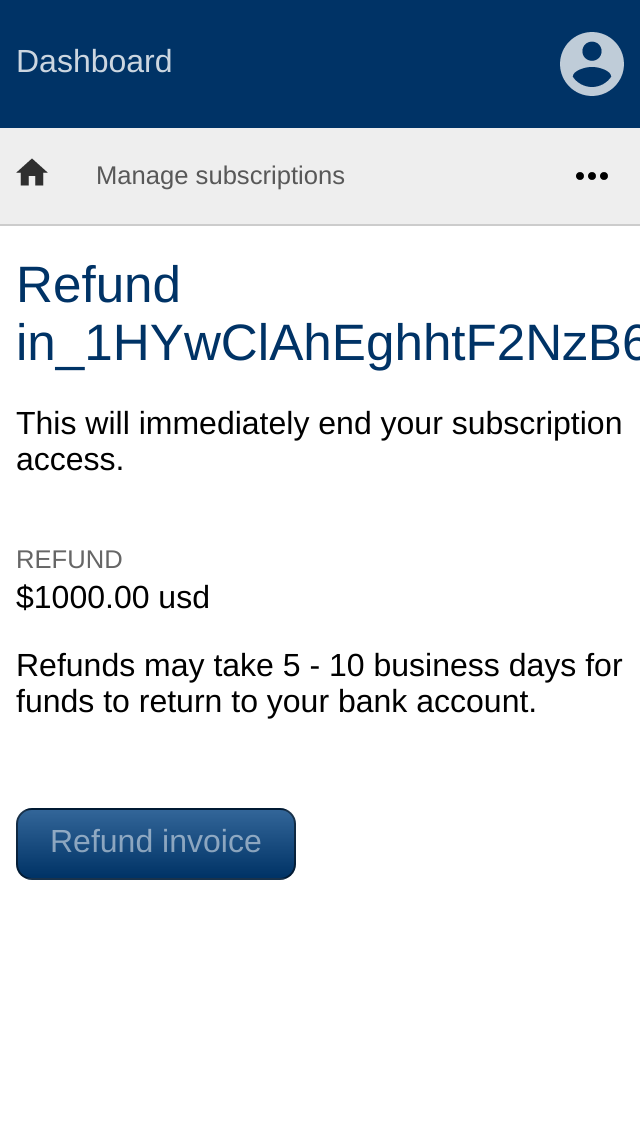 Dashboard
Manage subscriptions
Refund
in_1HYwClAhEghhtF2NzB6
This will immediately end your subscription
access.
REFUND
$1000.00 usd
Refunds may take 5 - 10 business days for
funds to return to your bank account.
Refund invoice